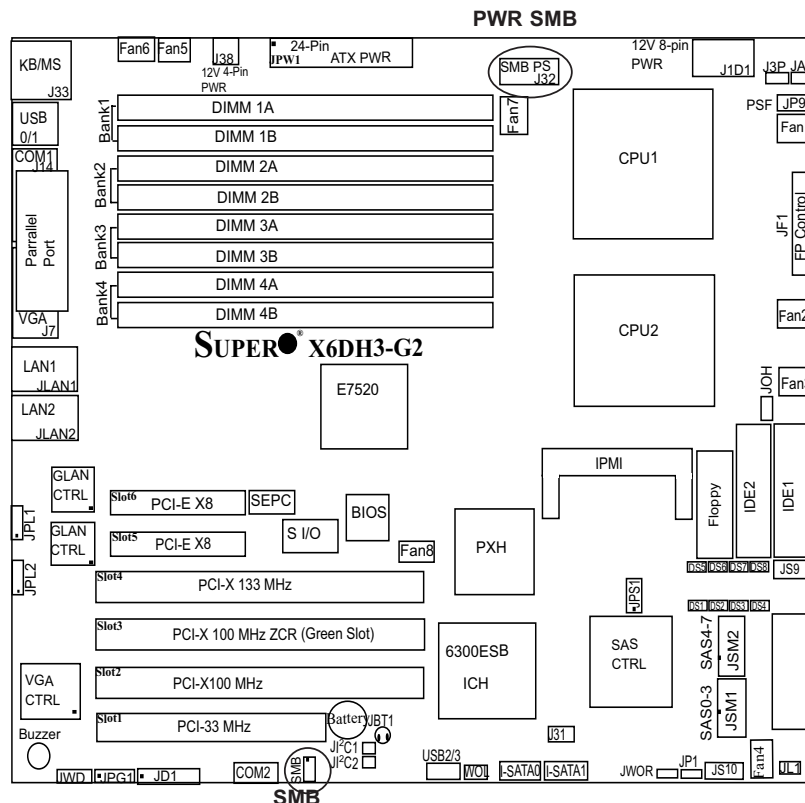 PWR SMB
KB/MS
J33
Fan6
Fan5
J38
12V 4-Pin
PWR
24-Pin
JPW1
ATX PWR
SMB PS
J32
12V 8-pin
PWR
J1D1
J3P
JA
USB
0/1
Bank1
DIMM 1A
DIMM 1B
Fan7
CPU1
PSF
JP9
Fan
COM1
J14
Bank2
DIMM 2A
DIMM 2B
Parrallel
Port
Bank3
DIMM 3A
DIMM 3B
JF1
FP Control
Bank4
DIMM 4A
DIMM 4B
VGA
J7
CPU2
Fan2
SUPER ® X6DH3-G2
LAN1
JLAN1
E7520
JOH
Fan3
LAN2
JLAN2
IPMI
Floppy
IDE2
IDE1
GLAN
CTRL
Slot6
PCI-E X8
SEPC
BIOS
JPL1
GLAN
CTRL
Slot5
PCI-E X8
S I/O
Fan8
PXH
DS5
DS6
DS7
DS8
JS9
JPL2
Slot4
PCI-X 133 MHz
JPS1
DS1
DS2
DS3
DS4
Slot3
PCI-X 100 MHz ZCR (Green Slot)
6300ESB
ICH
SAS
CTRL
SAS4-7
JSM2
VGA
CTRL
Slot2
PCI-X100 MHz
SAS0-3
JSM1
Slot1
PCI-33 MHz
Battery
JBT1
Buzzer
J31
JI²C1
JI²C2
JWD
JPG1
JD1
COM2
SMB
USB2/3
WOL
I-SATA0
I-SATA1
JWOR
JP1
JS10
Fan4
JL1
SMB